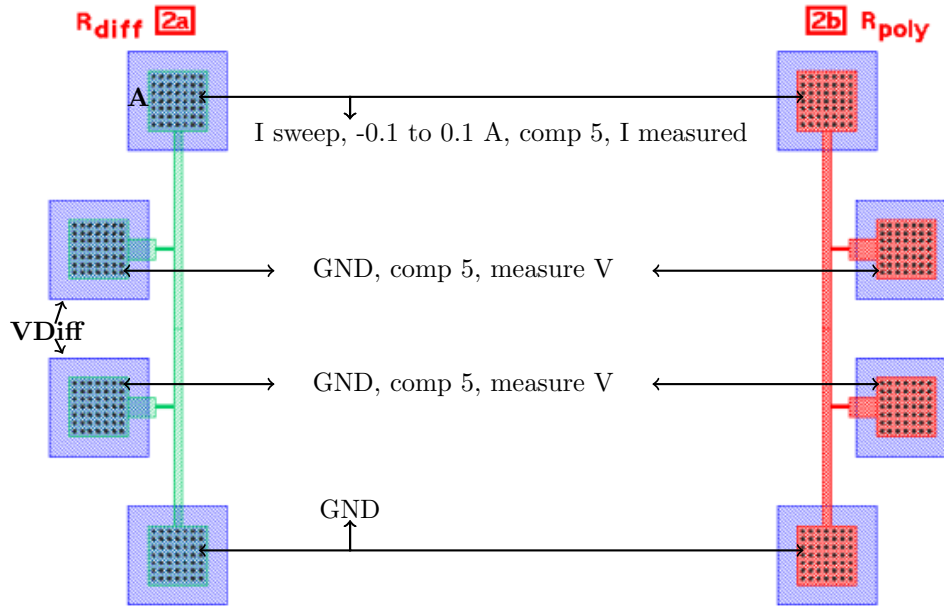 Rdiff 2a
2b Rpoly
A
I sweep, -0.1 to 0.1 A, comp 5, I measured
GND, comp 5, measure V
VDiff
GND, comp 5, measure V
GND